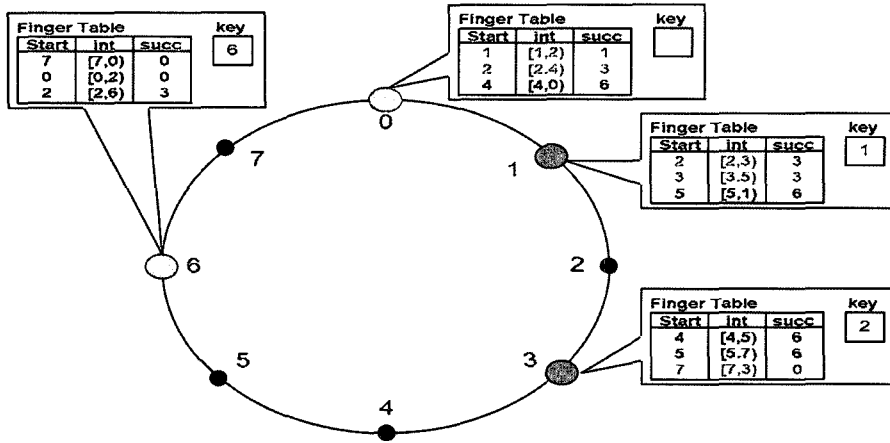 Finger Table key
Start int succ
7 [7,0) 0
0 [0,2) 0
2 [2,6) 3
6
Finger Table key
Start int succ
1 [1,2) 1
2 [2.4) 3
4 [4,0) 6
Finger Table key
Start int succ
2 [2,3) 3
3 [3.5) 3
5 [5,1) 6
1
Finger Table key
Start int succ
4 [4,5) 6
5 [5.7) 6
7 [7,3) 0
2
0
7
1
6
2
5
3
4